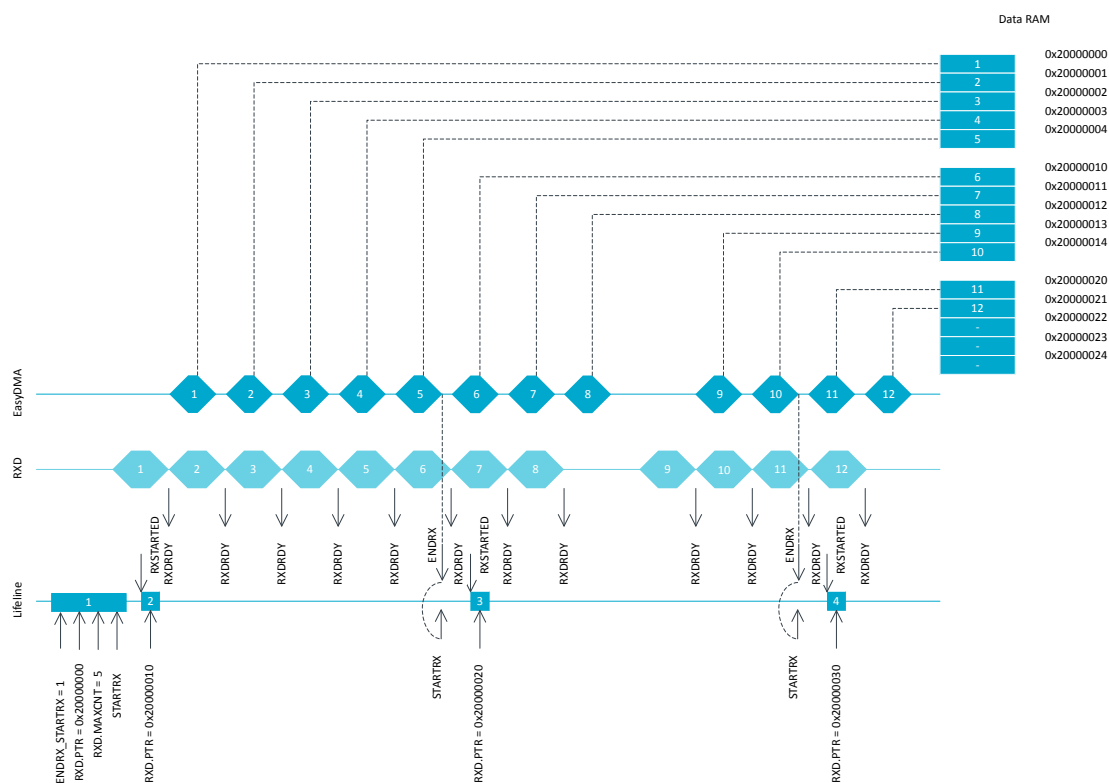 Data RAM
1
0x20000000
2
0x20000001
3
0x20000002
4
0x20000003
5
0x20000004
6
0x20000010
7
0x20000011
8
0x20000012
9
0x20000013
10
0x20000014
11
0x20000020
12
0x20000021
-
0x20000022
-
0x20000023
-
0x20000024
EasyDMA
1 2 3 4 5 6 7 8 9 10 11 12
RXD
1 2 3 4 5 6 7 8 9 10 11 12
RXSTARTED
RXDRDY
RXDRDY
RXDRDY
RXDRDY
RXDRDY
ENDRX
RXDRDY
RXSTARTED
RXDRDY
RXDRDY
RXDRDY
RXDRDY
ENDRX
RXDRDY
RXSTARTED
RXDRDY
Lifeline
1 2 3 4
ENDRX_STARTRX = 1
RXD.PTR = 0x20000000
RXD.MAXCNT = 5
STARTRX
RXD.PTR = 0x20000010
STARTRX
RXD.PTR = 0x20000020
STARTRX
RXD.PTR = 0x20000030